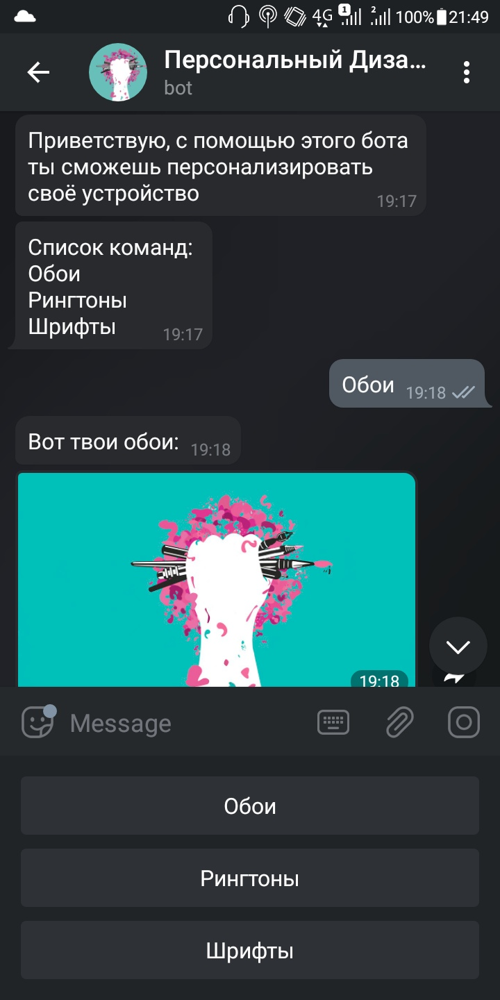 4G 1 2 100% 21:49
Персональный Диза...
bot
Приветствую, с помощью этого бота
ты сможешь персонализировать
своё устройство 19:17
Список команд:
Обои
Рингтоны
Шрифты 19:17
Обои 19:18
Вот твои обои: 19:18
19:18
Message
Обои
Рингтоны
Шрифты